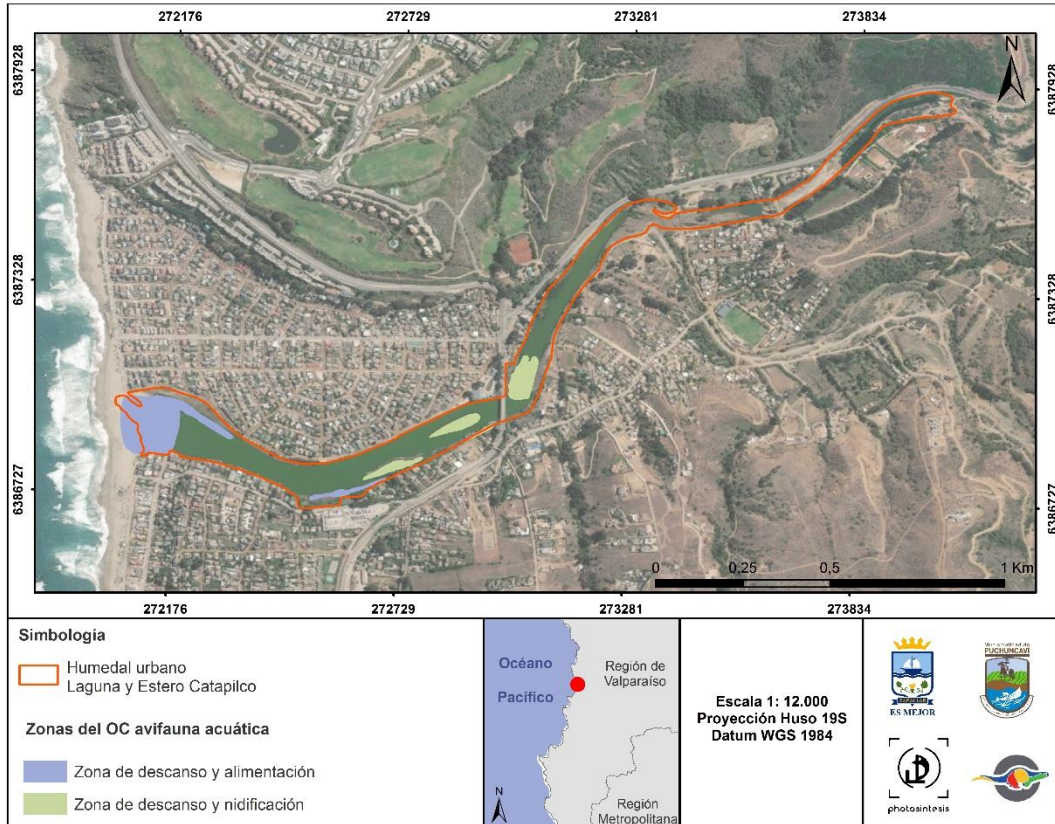 272176 272729 273281 273834
6387928 6387928
N
6387328 6387328
6386727 6386727
0 0,25 0,5 1 Km
272176 272729 273281 273834
Simbología
Humedal urbano
Laguna y Estero Catapilco
Zonas del OC avifauna acuática
Zona de descanso y alimentación
Zona de descanso y nidificación
Océano
Pacífico
Región de
Valparaíso
Región
Metropolitana
N
Escala 1: 12.000
Proyección Huso 19S
Datum WGS 1984
ES MEJOR
PUCHUNCAVÍ
photosintesis